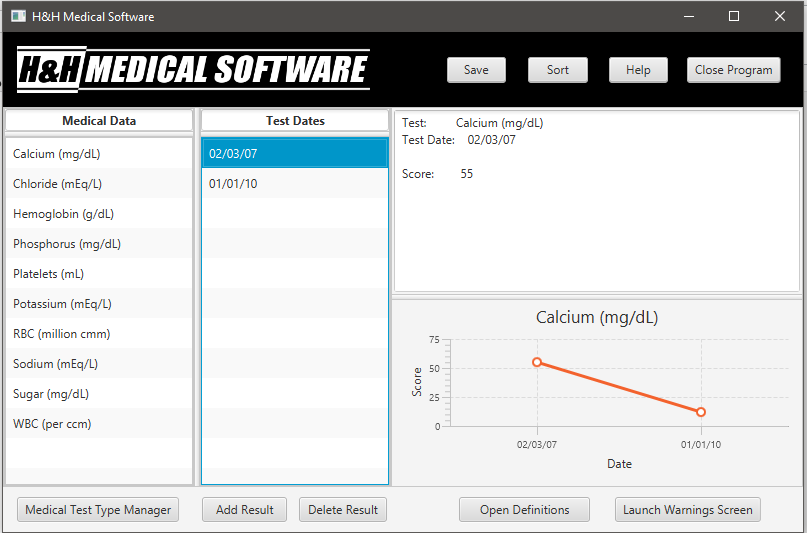 H&H Medical Software
H&H MEDICAL SOFTWARE
Save
Sort
Help
Close Program
Medical Data
Calcium (mg/dL)
Chloride (mEq/L)
Hemoglobin (g/dL)
Phosphorus (mg/dL)
Platelets (mL)
Potassium (mEq/L)
RBC (million cmm)
Sodium (mEq/L)
Sugar (mg/dL)
WBC (per ccm)
Test Dates
02/03/07
01/01/10
Test: Calcium (mg/dL)
Test Date: 02/03/07
Score: 55
Calcium (mg/dL)
Score
75
50
25
0
02/03/07
01/01/10
Date
Medical Test Type Manager
Add Result
Delete Result
Open Definitions
Launch Warnings Screen